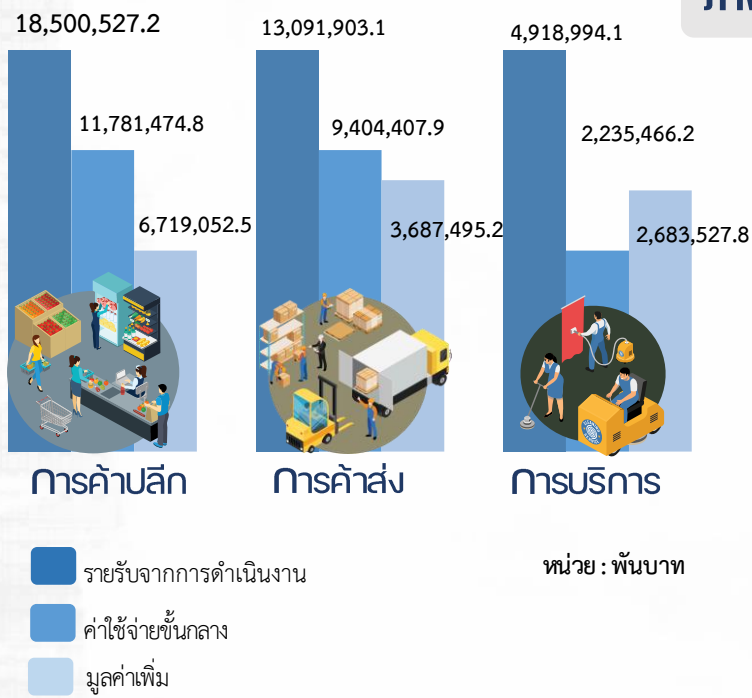 18,500,527.2
13,091,903.1
4,918,994.1
11,781,474.8
9,404,407.9
2,235,466.2
6,719,052.5
3,687,495.2
2,683,527.8
การค้าปลีก
การค้าส่ง
การบริการ
รายรับจากการดำเนินงาน
หน่วย : พันบาท
ค่าใช้จ่ายขั้นกลาง
มูลค่าเพิ่ม